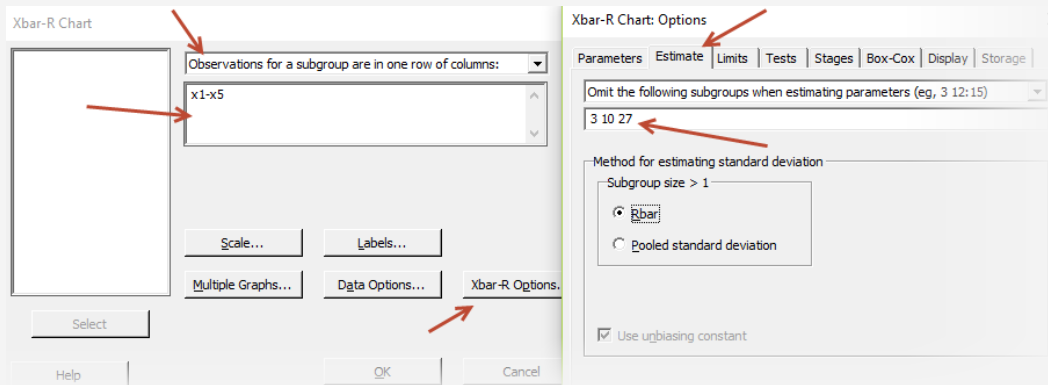 Xbar-R Chart
Observations for a subgroup are in one row of columns:
x1-x5
Scale...
Labels...
Multiple Graphs...
Data Options...
Xbar-R Options.
Select
Help
OK
Cancel
Xbar-R Chart: Options
Parameters Estimate Limits Tests Stages Box-Cox Display Storage
Omit the following subgroups when estimating parameters (eg, 3 12:15)
3 10 27
Method for estimating standard deviation
Subgroup size > 1
Rbar
Pooled standard deviation
Use unbiasing constant